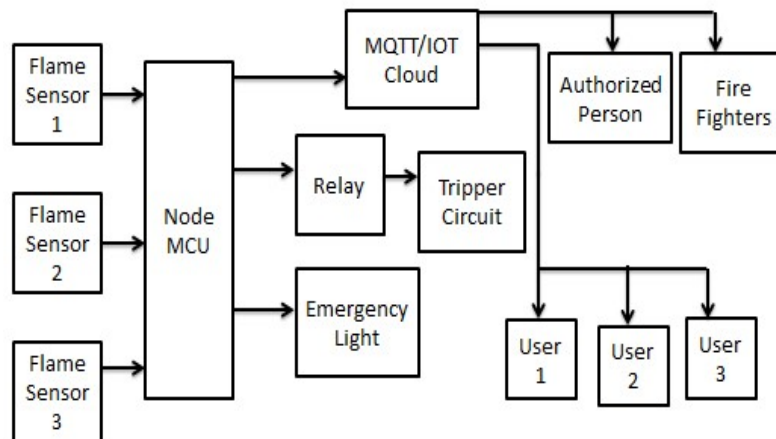 Flame
Sensor
1
Flame
Sensor
2
Flame
Sensor
3
Node
MCU
MQTT/IOT
Cloud
Relay
Tripper
Circuit
Emergency
Light
Authorized
Person
Fire
Fighters
User
1
User
2
User
3